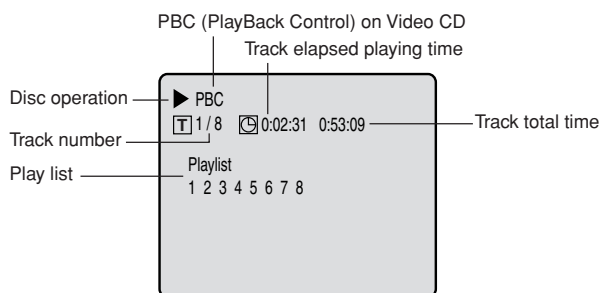 PBC (PlayBack Control) on Video CD
Track elapsed playing time
Disc operation
PBC
T 1 / 8 0:02:31 0:53:09
Track total time
Track number
Playlist
Play list
1 2 3 4 5 6 7 8